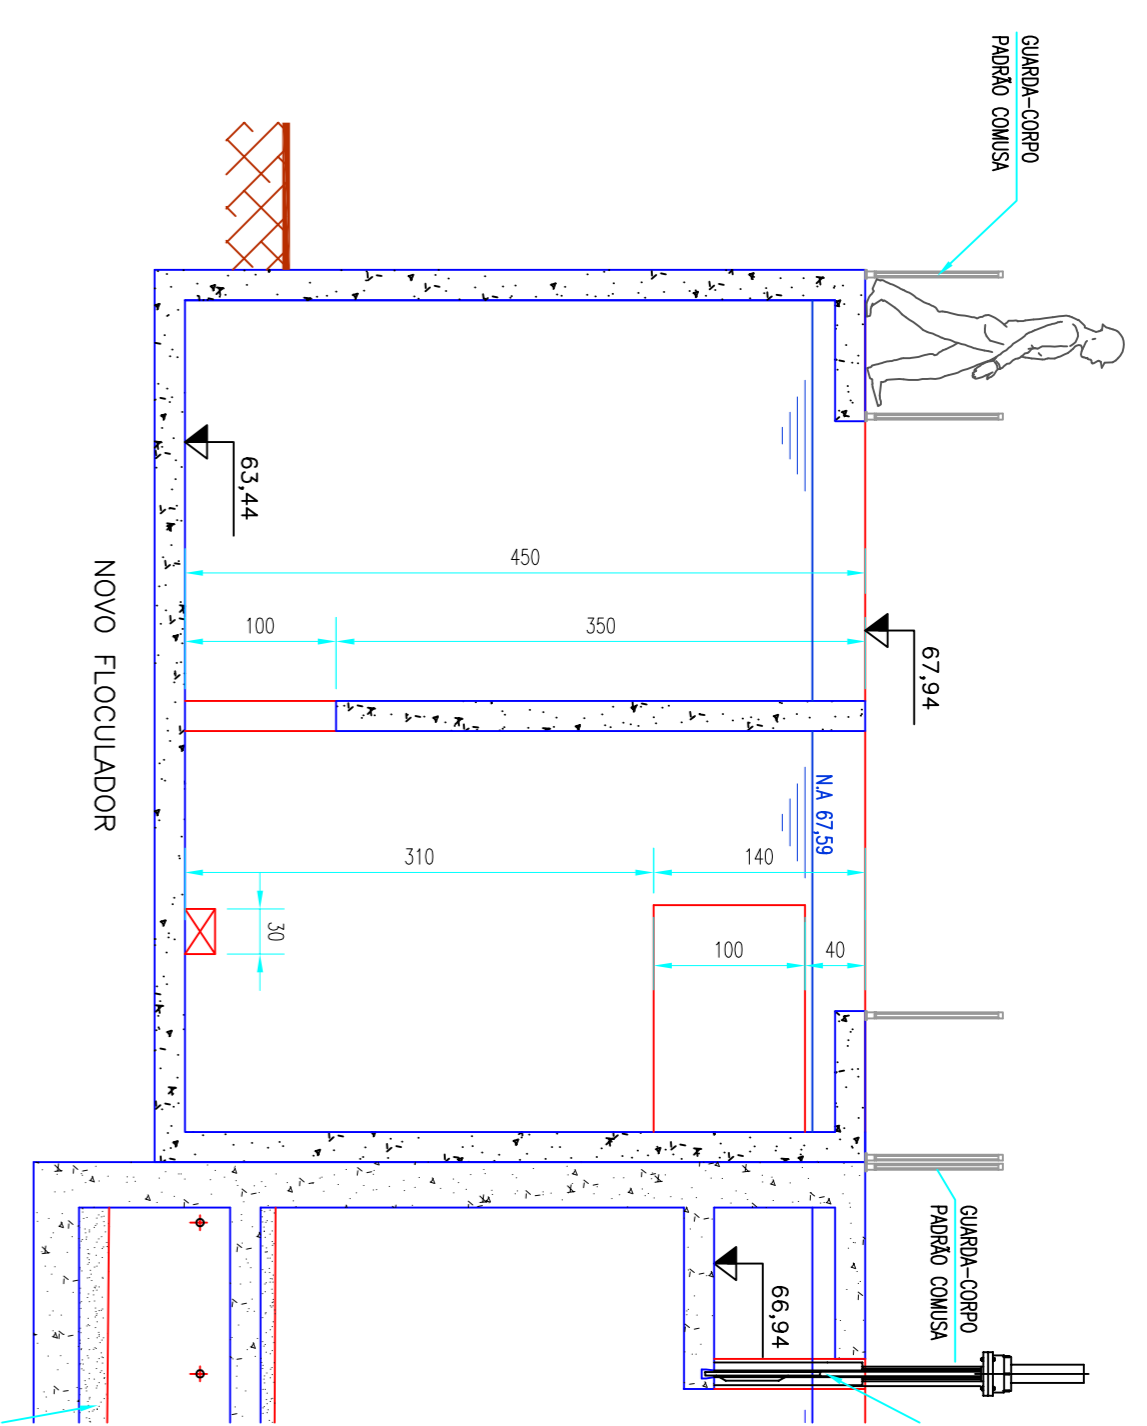 GUARDA-CORPO
PADRÃO COMUSA
63,44
450
100
350
67,94
N.A 67,59
310
140
30
100
40
GUARDA-CORPO
PADRÃO COMUSA
66,94
NOVO FLOCULADOR